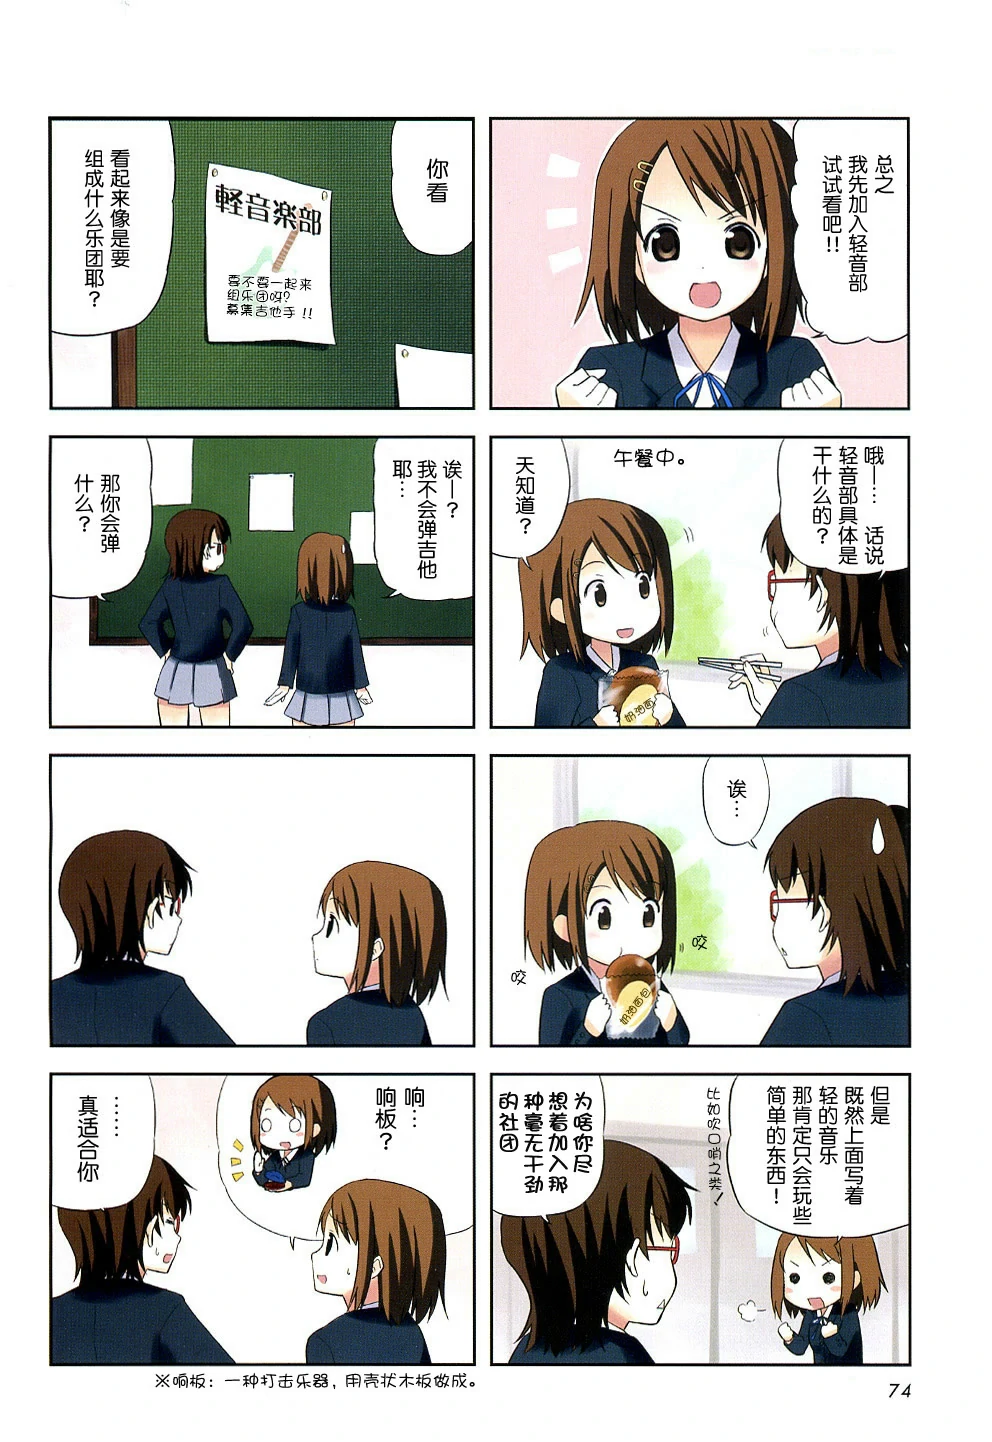 总之
我先加入轻音部
试试看吧!!
午餐中。
哦—… 话说
轻音部具体是
干什么的?
天知道?
奶油面
诶…
咬
咬
奶油面包
但是
既然上面写着
轻的音乐
那肯定只会玩些
简单的东西!
比如吹口哨之类!
为啥你尽
想着加入那
种毫无干劲
的社团
你看
軽音楽部
要不要一起来
组乐团呀?
募集吉他手!!
看起来像是要
组成什么乐团耶?
诶—?
我不会弹吉他
耶…
那你会弹
什么?
响…
响板?
……
真适合你
※响板:一种打击乐器,用壳状木板做成。
74